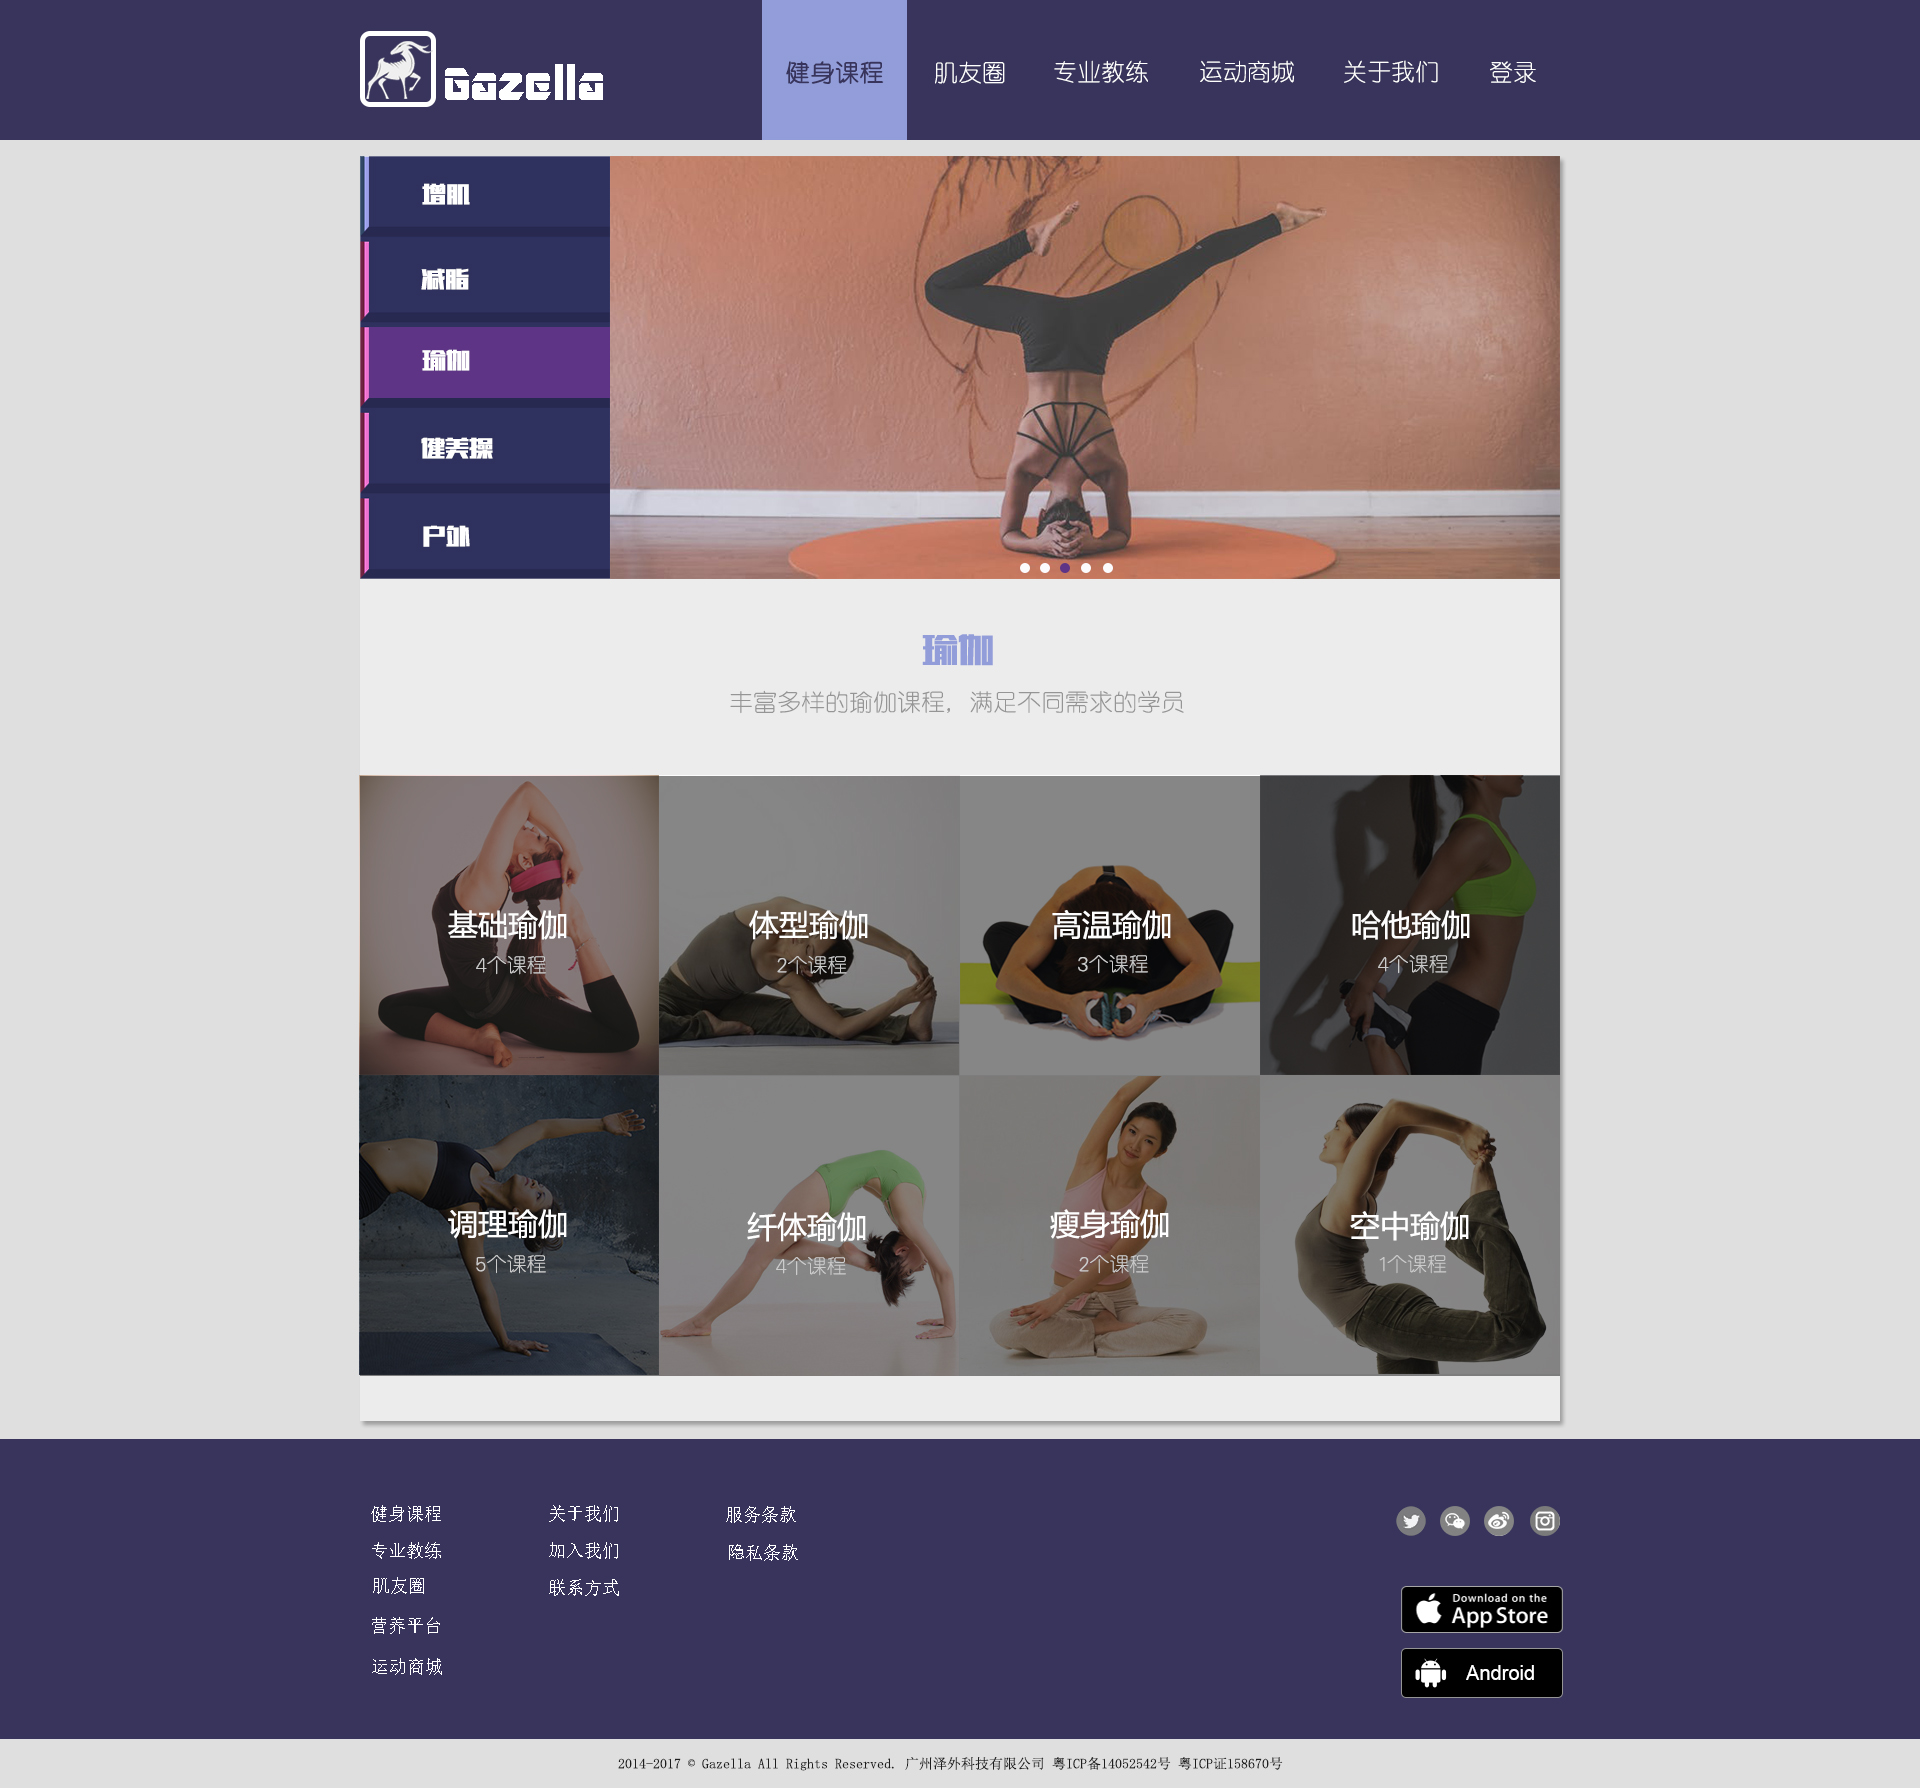 Gazella
健身课程 肌友圈 专业教练 运动商城 关于我们 登录
增肌
减脂
瑜伽
健美操
户外
瑜伽
丰富多样的瑜伽课程，满足不同需求的学员
基础瑜伽 体型瑜伽 高温瑜伽 哈他瑜伽
4个课程 2个课程 3个课程 4个课程
调理瑜伽 纤体瑜伽 瘦身瑜伽 空中瑜伽
5个课程 4个课程 2个课程 1个课程
健身课程 关于我们 服务条款
专业教练 加入我们 隐私条款
肌友圈 联系方式
营养平台
运动商城
Download on the
App Store
Android
2014-2017 © Gazella All Rights Reserved. 广州泽外科技有限公司 粤ICP备14052542号 粤ICP证158670号